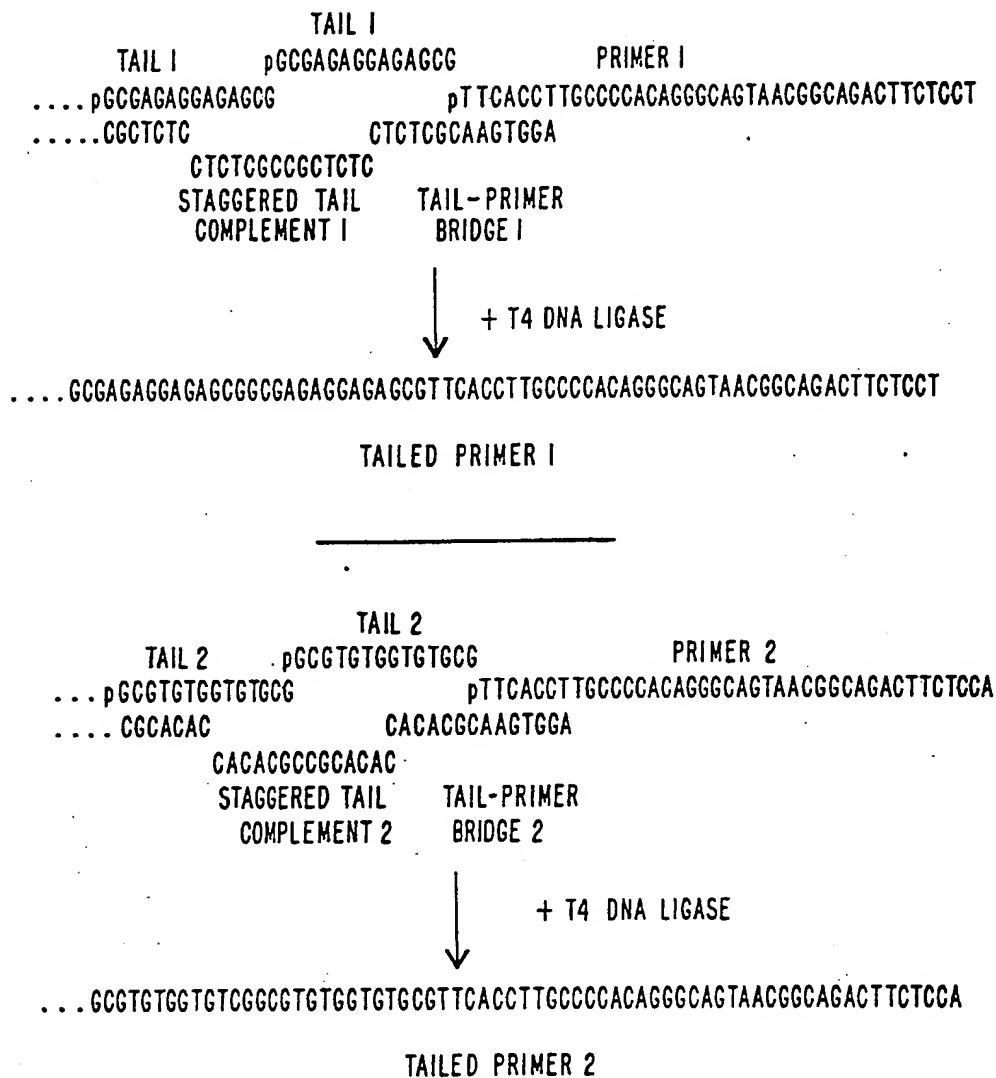 TAIL 1
TAIL 1 pGCGAGAGGAGAGCG PRIMER 1
....pGCGAGAGGAGAGCG pTTCACCTTGCCCCACAGGGCAGTAACGGCAGACTTCTCCT
.....CGCTCTC CTCTCGCAAGTGGA
CTCTCGCCGCTCTC
STAGGERED TAIL TAIL-PRIMER
COMPLEMENT 1 BRIDGE 1
+ T4 DNA LIGASE
....GCGAGAGGAGAGCGGCGAGAGGAGAGCGTTCACCTTGCCCCACAGGGCAGTAACGGCAGACTTCTCCT
TAILED PRIMER 1
TAIL 2
TAIL 2 pGCGTGTGGTGTGCG PRIMER 2
...pGCGTGTGGTGTGCG pTTCACCTTGCCCCACAGGGCAGTAACGGCAGACTTCTCCA
....CGCACAC CACACGCAAGTGGA
CACACGCCGCACAC
STAGGERED TAIL TAIL-PRIMER
COMPLEMENT 2 BRIDGE 2
+ T4 DNA LIGASE
...GCGTGTGGTGTCGGCGTGTGGTGTGCGTTCACCTTGCCCCACAGGGCAGTAACGGCAGACTTCTCCA
TAILED PRIMER 2